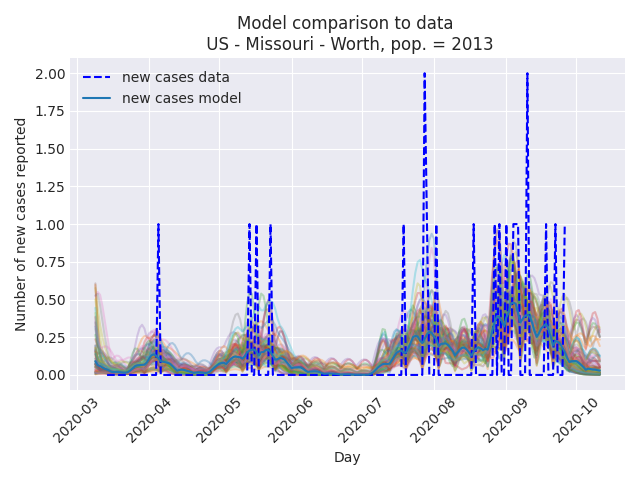 Model comparison to data
US - Missouri - Worth, pop. = 2013
new cases data
new cases model
Number of new cases reported
2.00
1.75
1.50
1.25
1.00
0.75
0.50
0.25
0.00
2020-03
2020-04
2020-05
2020-06
2020-07
2020-08
2020-09
2020-10
Day